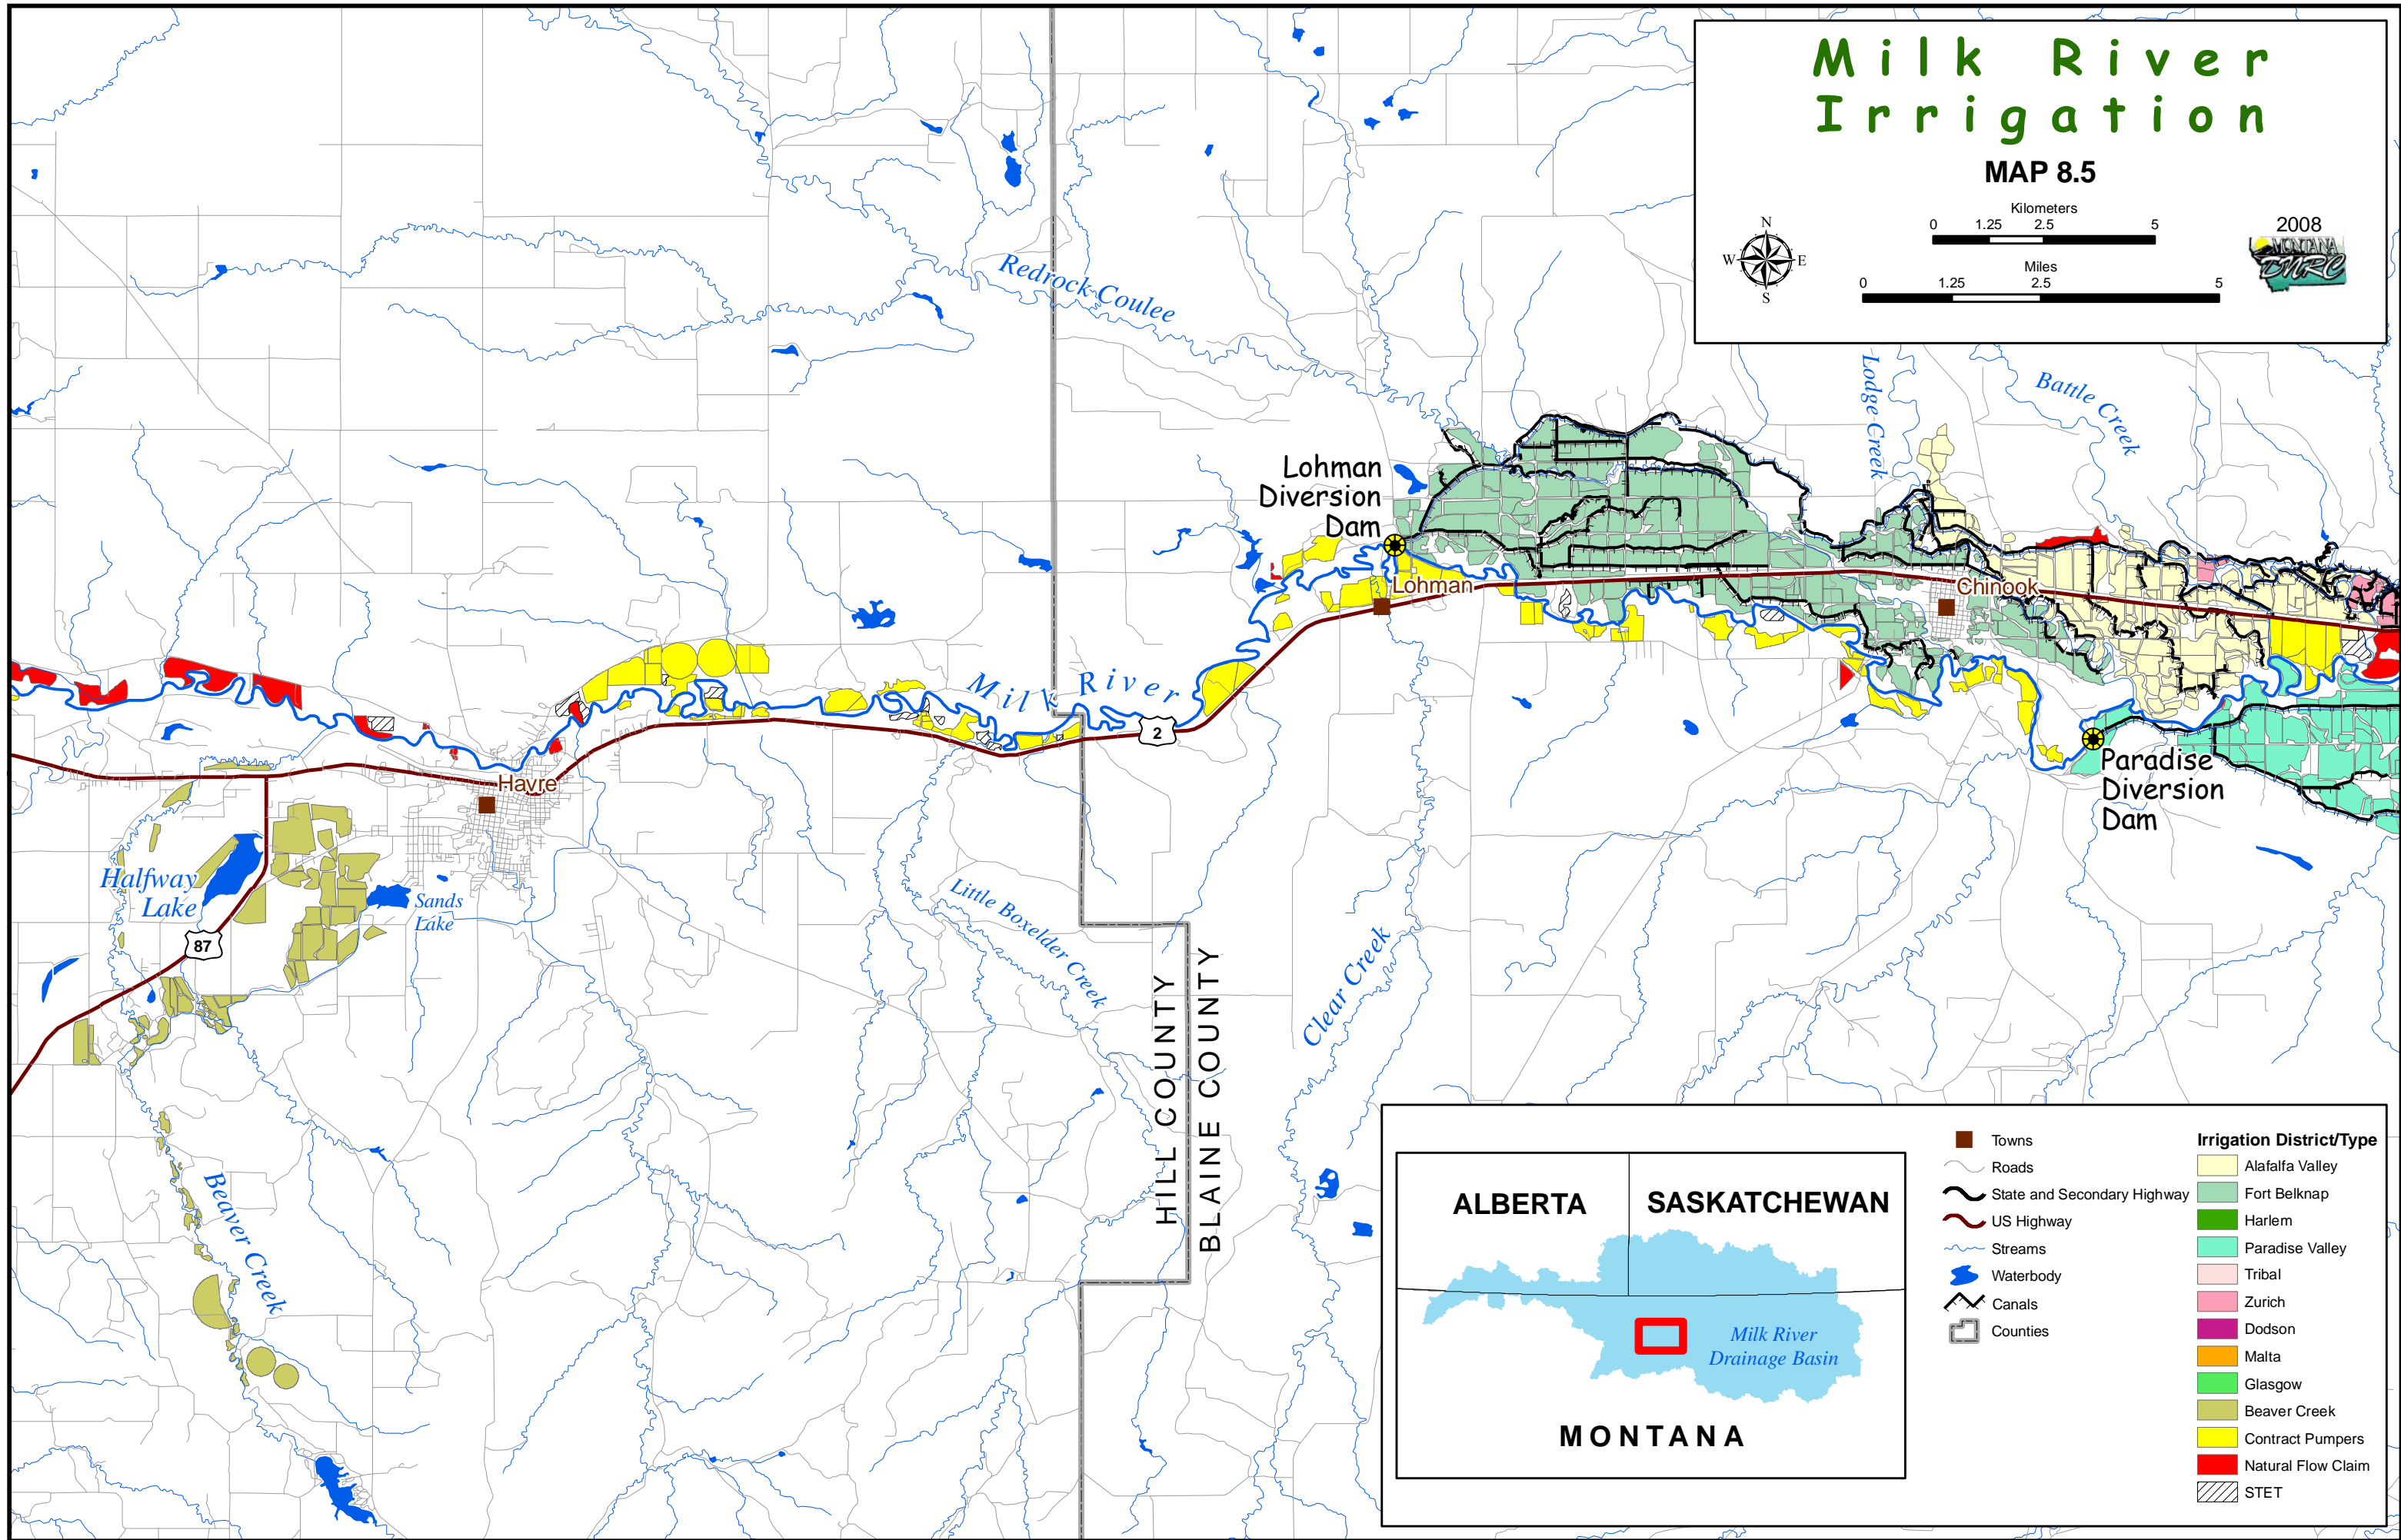 Milk River
Irrigation
MAP 8.5
Kilometers
0 1.25 2.5 5
Miles
0 1.25 2.5 5
N
W E
S
2008
MONTANA
DNRC
Redrock Coulee
Lodge Creek
Battle Creek
Lohman
Diversion
Dam
Lohman
Chinook
Milk River
2
Havre
Paradise
Diversion
Dam
Halfway
Lake
Sands
Lake
87
Little Boxelder Creek
Clear Creek
HILL COUNTY
BLAINE COUNTY
Beaver Creek
ALBERTA SASKATCHEWAN
Milk River
Drainage Basin
MONTANA
Towns
Roads
State and Secondary Highway
US Highway
Streams
Waterbody
Canals
Counties
Irrigation District/Type
Alafalfa Valley
Fort Belknap
Harlem
Paradise Valley
Tribal
Zurich
Dodson
Malta
Glasgow
Beaver Creek
Contract Pumpers
Natural Flow Claim
STET